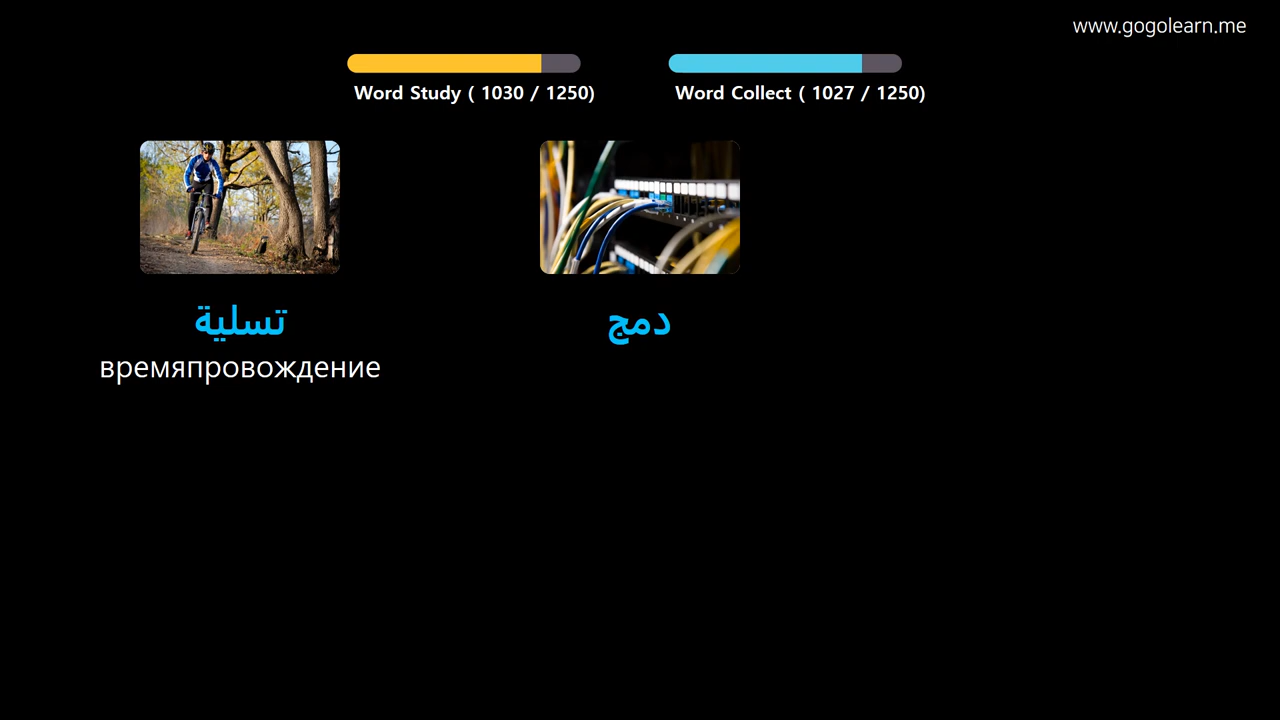 www.gogolearn.me
Word Study ( 1030 / 1250)
Word Collect ( 1027 / 1250)
تسلية
времяпровождение
دمج